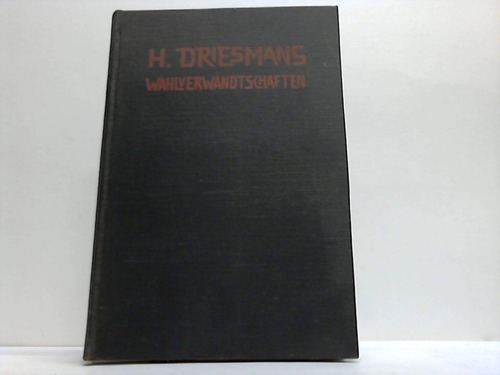 H. DRIESMANS
WAHLVERWANDTSCHAFTEN